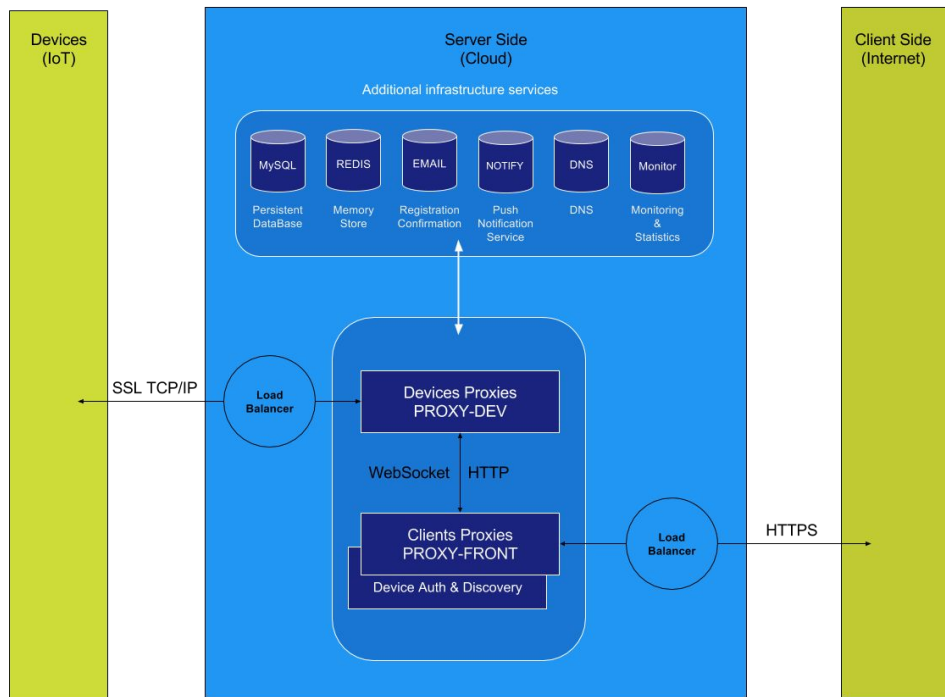 Devices
(IoT)
Server Side
(Cloud)
Client Side
(Internet)
Additional infrastructure services
MySQL
REDIS
EMAIL
NOTIFY
DNS
Monitor
Persistent
DataBase
Memory
Store
Registration
Confirmation
Push
Notification
Service
DNS
Monitoring
&
Statistics
SSL TCP/IP
Load
Balancer
Devices Proxies
PROXY-DEV
WebSocket
HTTP
Clients Proxies
PROXY-FRONT
Device Auth & Discovery
Load
Balancer
HTTPS